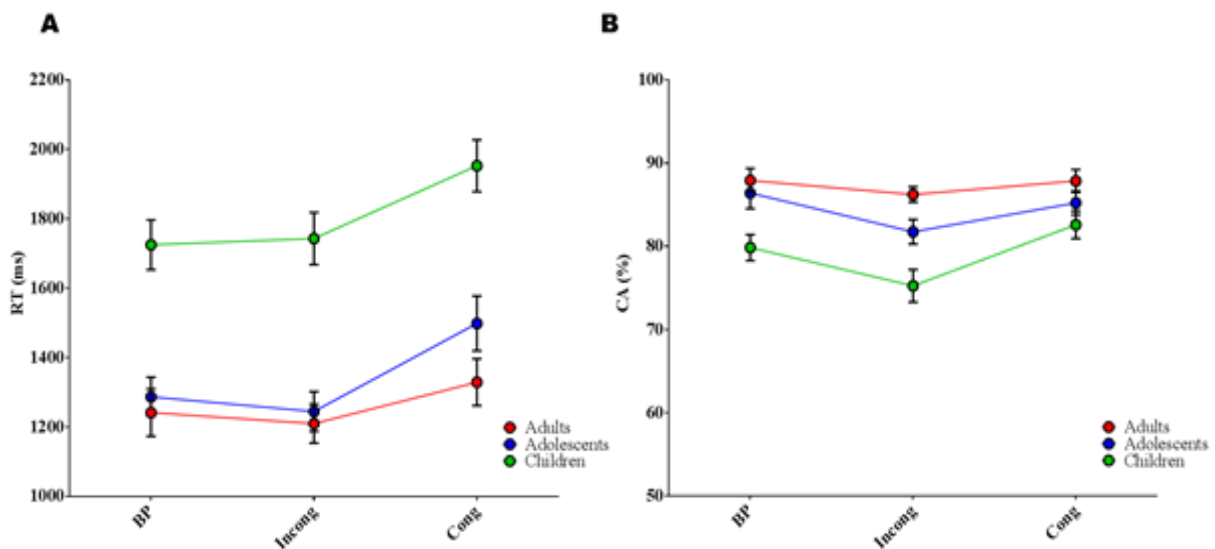 A
B
RT (ms)
2200
2000
1800
1600
1400
1200
1000
BP
Incong
Cong
Adults
Adolescents
Children
CA (%)
100
90
80
70
60
50
BP
Incong
Cong
Adults
Adolescents
Children